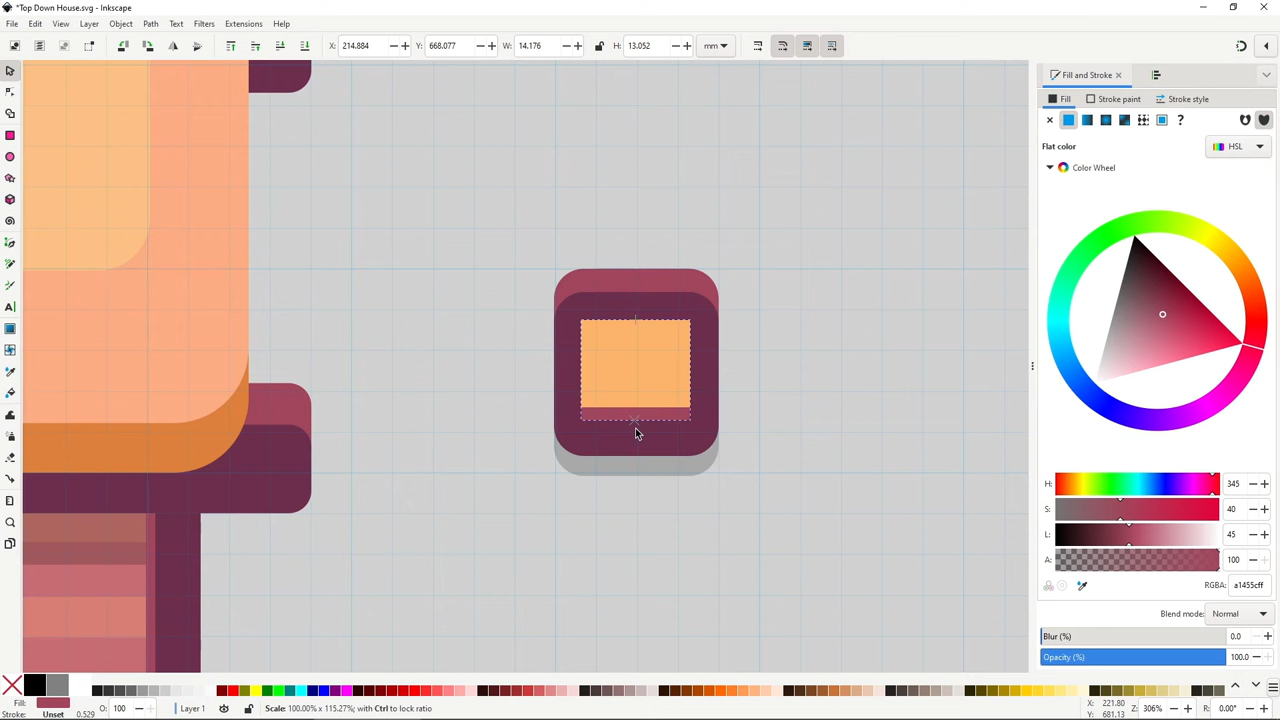 *Top Down House.svg - Inkscape
File Edit View Layer Object Path Text Filters Extensions Help
X: 214.884 Y: 668.077 W: 14.176 H: 13.052 mm
Fill and Stroke
Fill Stroke paint Stroke style
?
Flat color HSL
Color Wheel
H: 345
S: 40
L: 45
A: 100
RGBA: a1455cff
Blend mode: Normal
Blur (%) 0.0
Opacity (%) 100.0
Fill:
Stroke: Unset 0.529
O: 100
Layer 1
Scale: 100.00% x 115.27%; with Ctrl to lock ratio
X: 221.80
Y: 681.13
Z: 306%
R: 0.00°